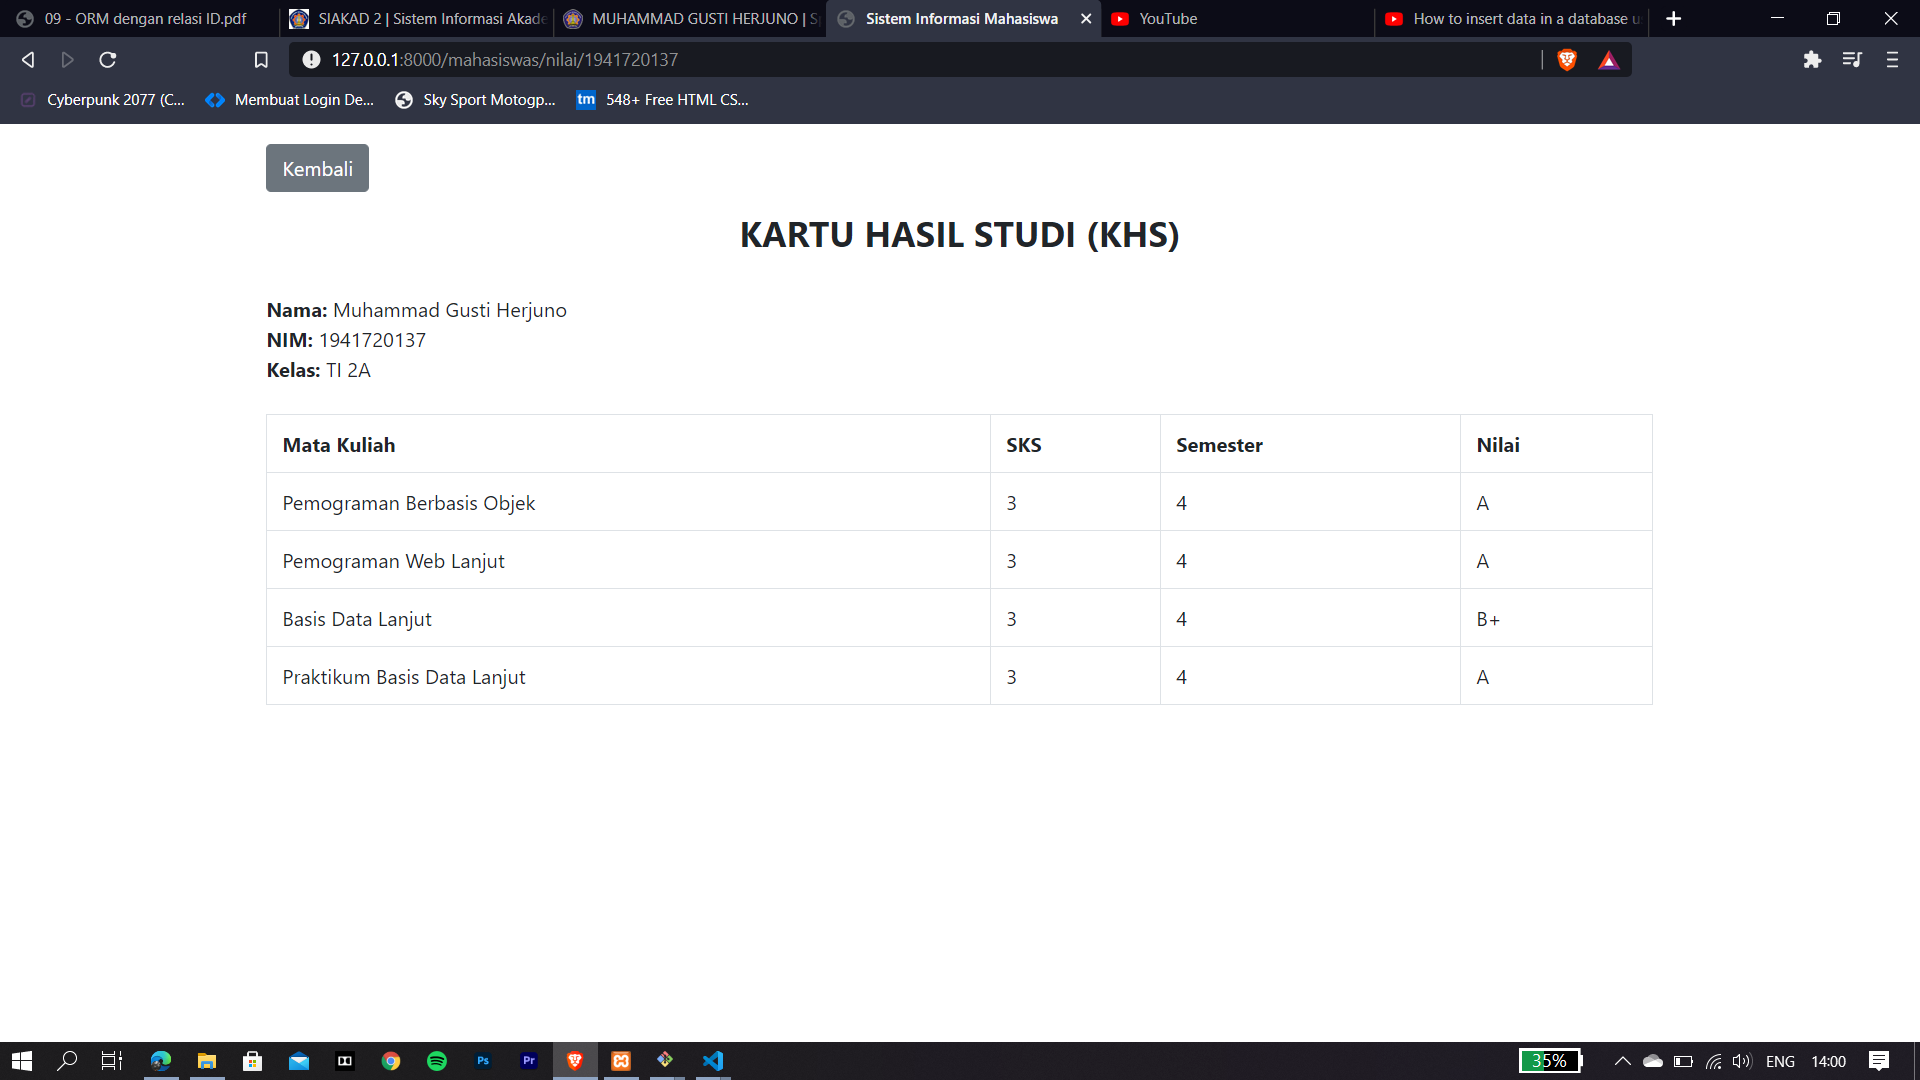 09 - ORM dengan relasi ID.pdf
SIAKAD 2 | Sistem Informasi Akade
MUHAMMAD GUSTI HERJUNO | S
Sistem Informasi Mahasiswa
YouTube
How to insert data in a database u
127.0.0.1:8000/mahasiswas/nilai/1941720137
Cyberpunk 2077 (C...
Membuat Login De...
Sky Sport Motogp...
tm
548+ Free HTML CS...
Kembali
KARTU HASIL STUDI (KHS)
Nama: Muhammad Gusti Herjuno
NIM: 1941720137
Kelas: TI 2A
Mata Kuliah SKS Semester Nilai
Pemograman Berbasis Objek 3 4 A
Pemograman Web Lanjut 3 4 A
Basis Data Lanjut 3 4 B+
Praktikum Basis Data Lanjut 3 4 A
Ps
Pr
35%
ENG
14:00